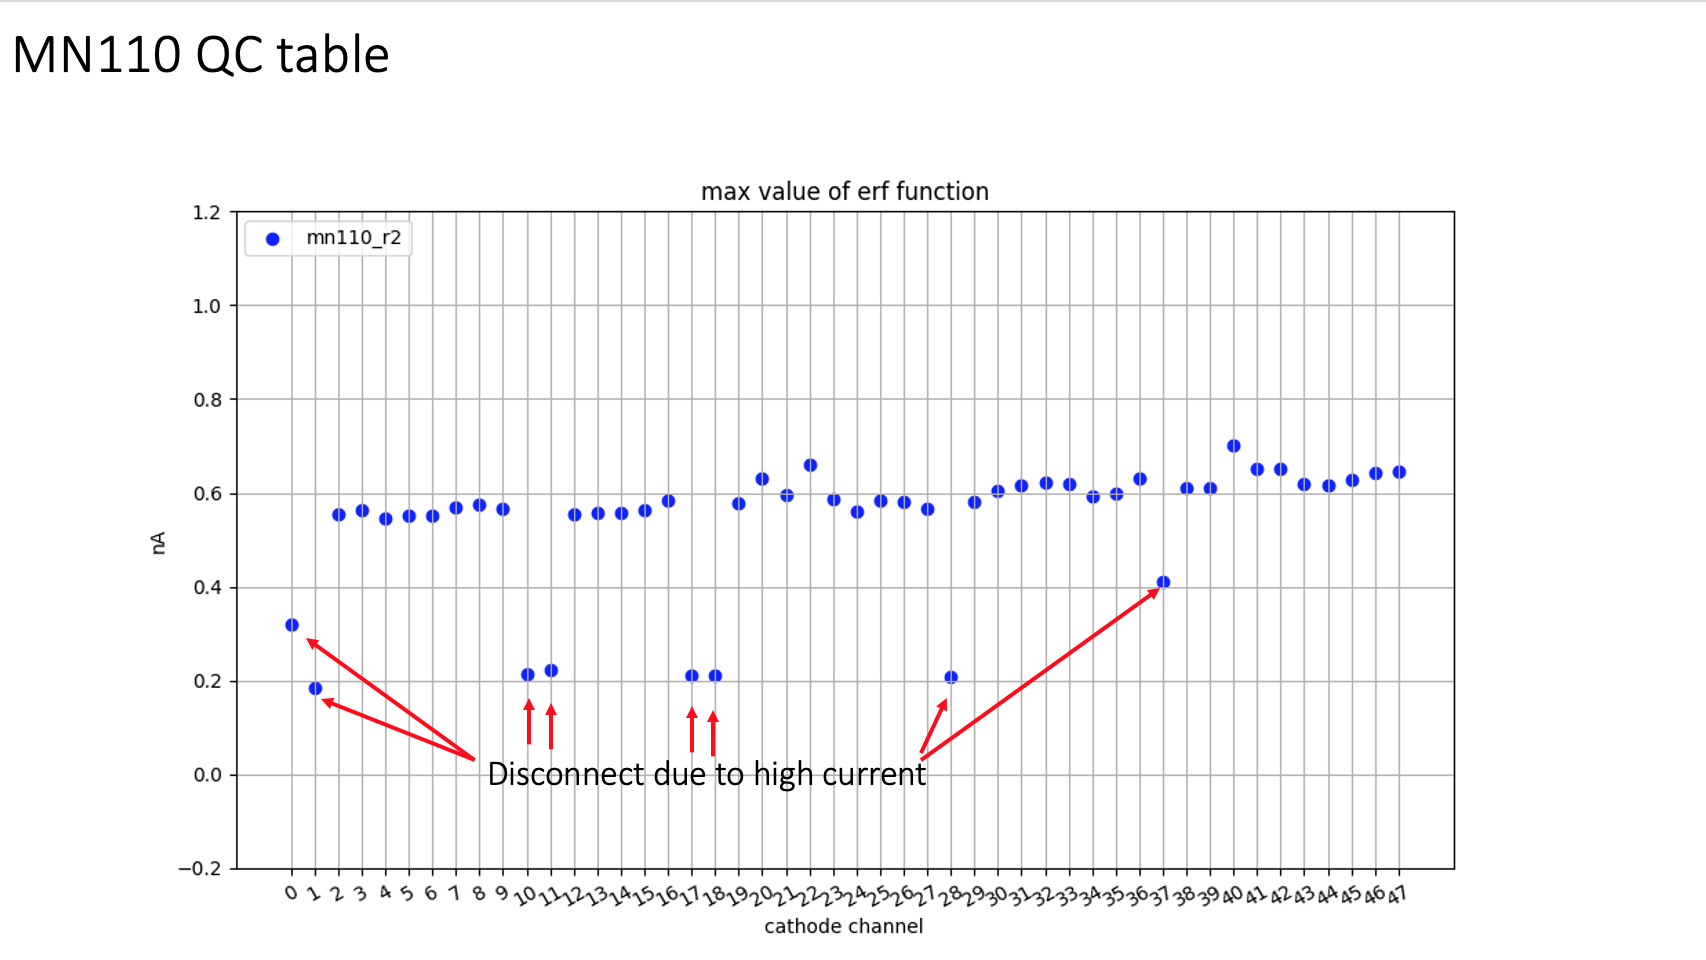 MN110 QC table
max value of erf function
1.2
mn110_r2
1.0
0.8
0.6
nA
0.4
0.2
Disconnect due to high current
0.0
−0.2
0 1 2 3 4 5 6 7 8 9 10 11 12 13 14 15 16 17 18 19 20 21 22 23 24 25 26 27 28 29 30 31 32 33 34 35 36 37 38 39 40 41 42 43 44 45 46 47
cathode channel